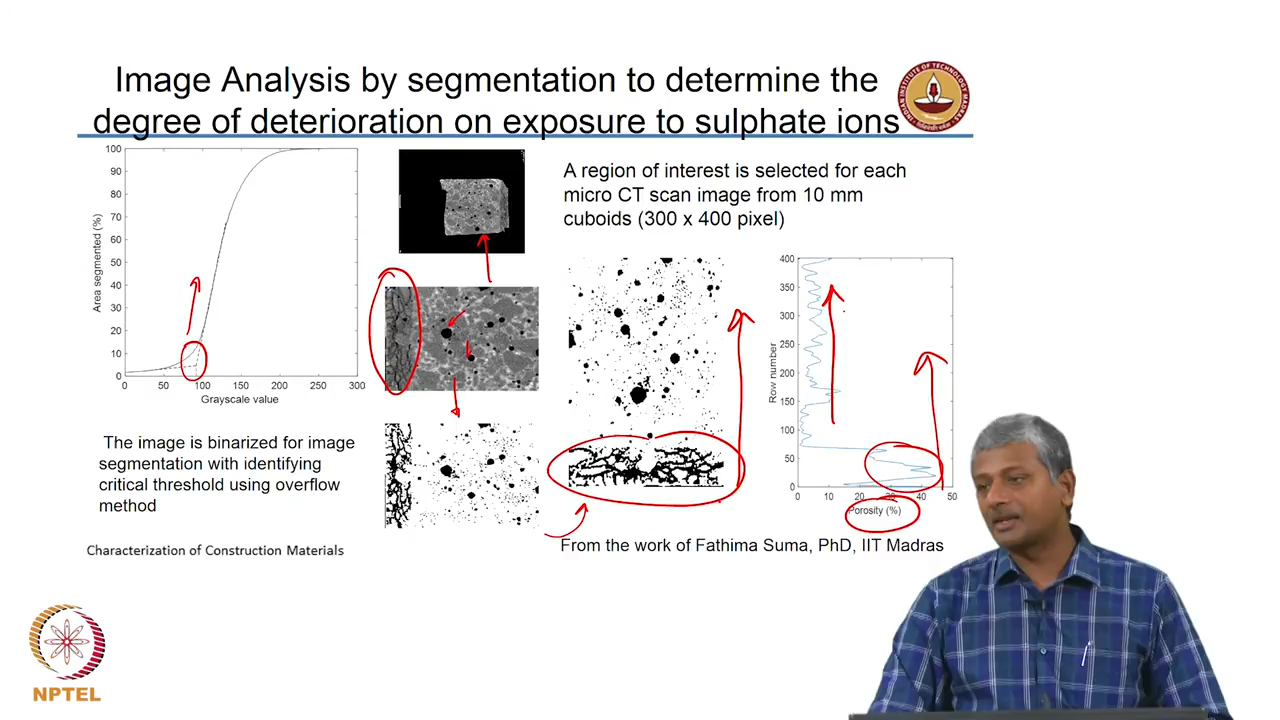 Image Analysis by segmentation to determine the
degree of deterioration on exposure to sulphate ions
INDIAN INSTITUTE OF TECHNOLOGY MADRAS
100
90
80
70
60
50
40
30
20
10
0
Area segmented (%)
0 50 100 150 200 250 300
Grayscale value
The image is binarized for image
segmentation with identifying
critical threshold using overflow
method
A region of interest is selected for each
micro CT scan image from 10 mm
cuboids (300 x 400 pixel)
400
350
300
250
200
150
100
50
0
Row number
0 10 20 30 40 50
Porosity (%)
From the work of Fathima Suma, PhD, IIT Madras
Characterization of Construction Materials
NPTEL